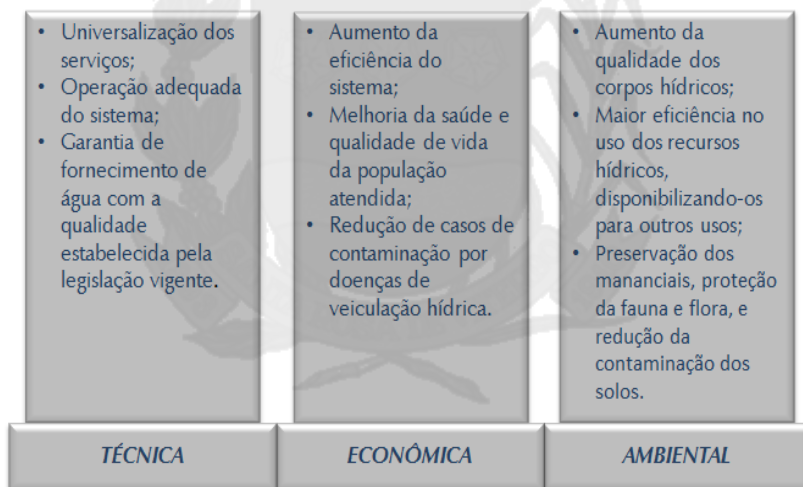 • Universalização dos
serviços;
• Operação adequada
do sistema;
• Garantia de
fornecimento de
água com a
qualidade
estabelecida pela
legislação vigente.
TÉCNICA
• Aumento da
eficiência do
sistema;
• Melhoria da saúde e
qualidade de vida
da população
atendida;
• Redução de casos de
contaminação por
doenças de
veiculação hídrica.
ECONÔMICA
• Aumento da
qualidade dos
corpos hídricos;
• Maior eficiência no
uso dos recursos
hídricos,
disponibilizando-os
para outros usos;
• Preservação dos
mananciais, proteção
da fauna e flora, e
redução da
contaminação dos
solos.
AMBIENTAL